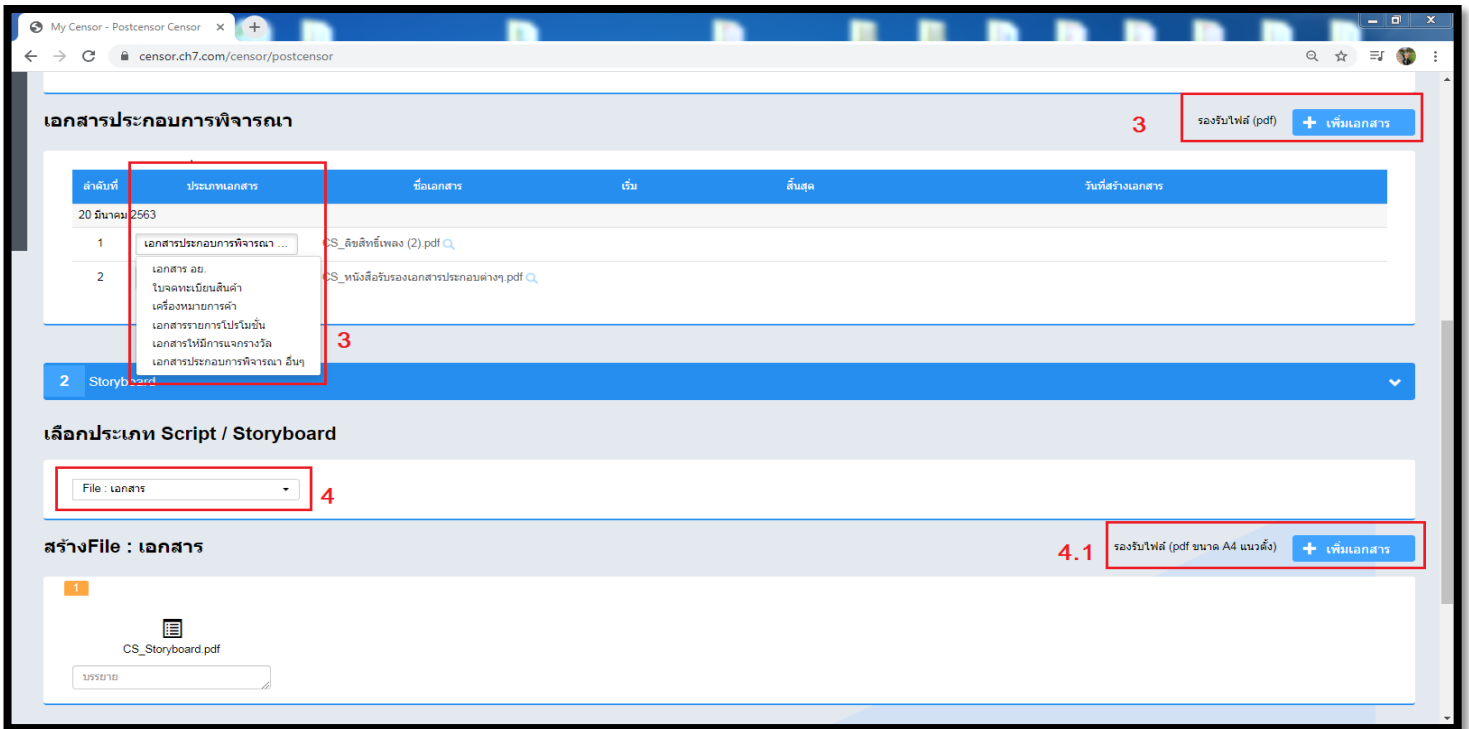 My Censor - Postcensor Censor
censor.ch7.com/censor/postcensor
เอกสารประกอบการพิจารณา
3
รองรับไฟล์ (pdf)
+ เพิ่มเอกสาร
ลำดับที่ ประเภทเอกสาร ชื่อเอกสาร เริ่ม สิ้นสุด วันที่สร้างเอกสาร
20 มีนาคม 2563
1 เอกสารประกอบการพิจารณา ... CS_ลิขสิทธิ์เพลง (2).pdf
2 CS_หนังสือรับรองเอกสารประกอบต่างๆ.pdf
เอกสาร อย.
ใบจดทะเบียนสินค้า
เครื่องหมายการค้า
เอกสารรายการโปรโมชั่น
เอกสารให้มีการแจกรางวัล
เอกสารประกอบการพิจารณา อื่นๆ
3
2 Storyboard
เลือกประเภท Script / Storyboard
File : เอกสาร
4
สร้างFile : เอกสาร
4.1
รองรับไฟล์ (pdf ขนาด A4 แนวตั้ง)
+ เพิ่มเอกสาร
1
CS_Storyboard.pdf
บรรยาย